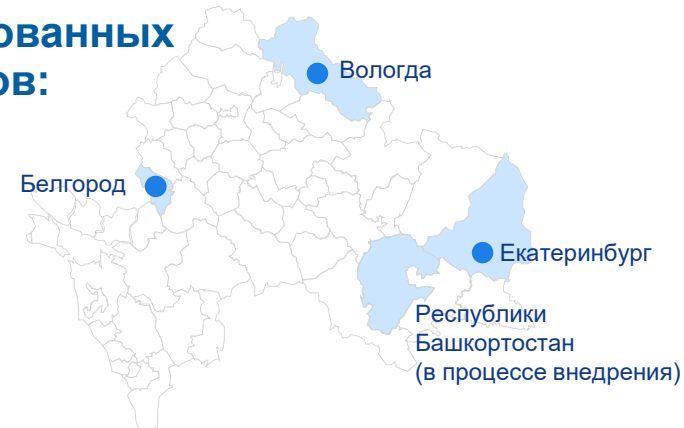 ованных
ов:
Вологда
Белгород
Екатеринбург
Республики
Башкортостан
(в процессе внедрения)